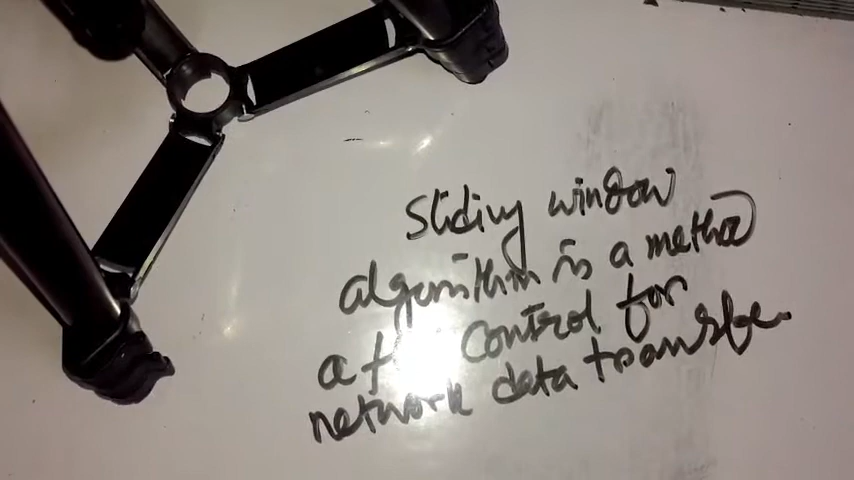 Sliding window
algorithm is a method
a control for
network data transfer.